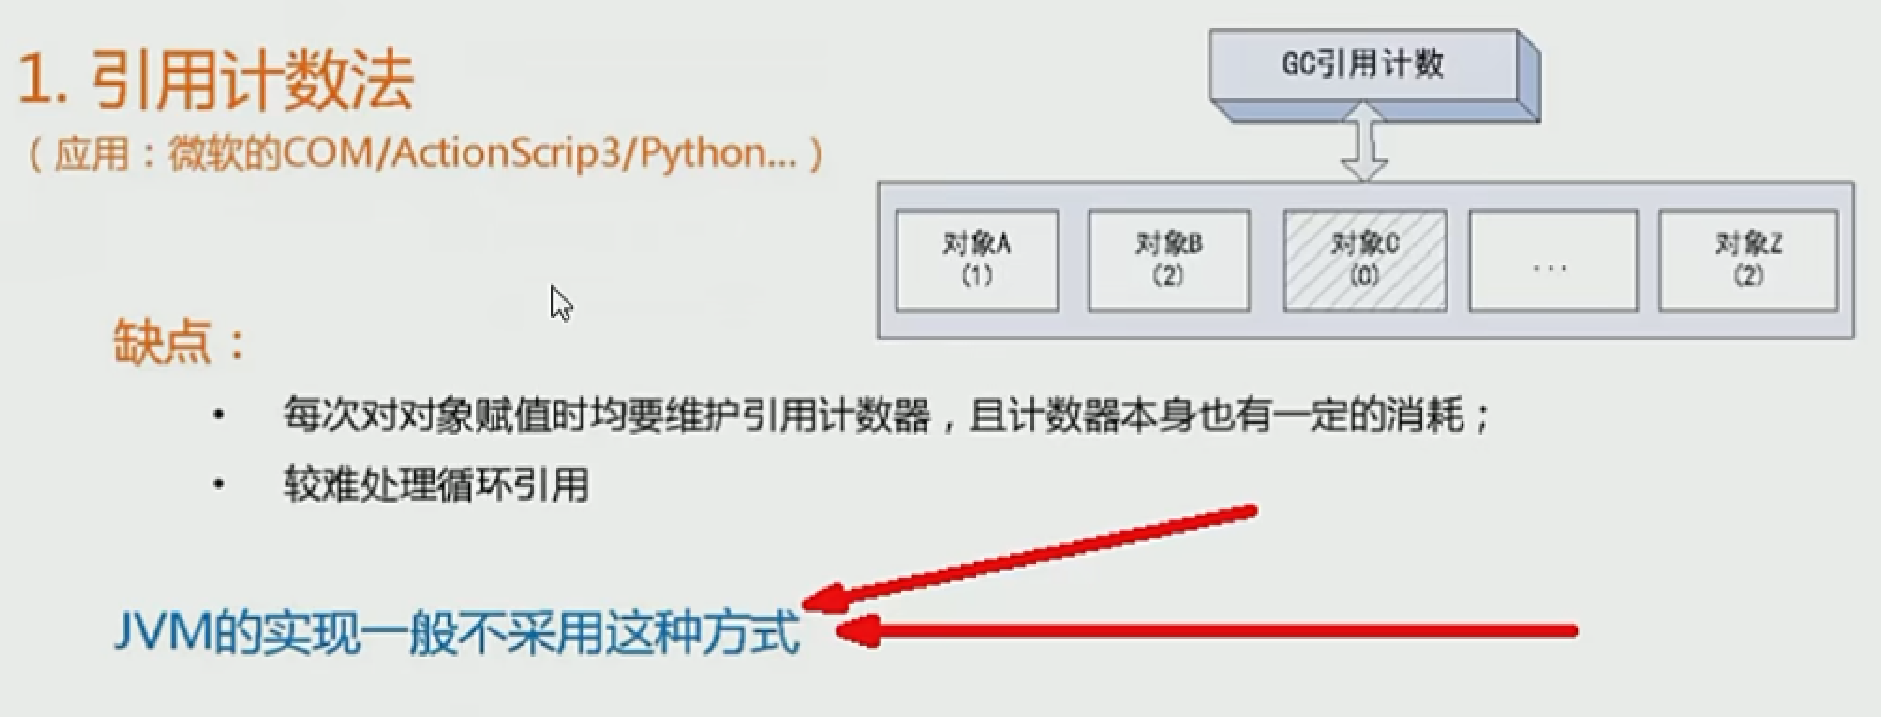 1. 引用计数法
（应用：微软的COM/ActionScrip3/Python...）
GC引用计数
对象A
(1)
对象B
(2)
对象C
(0)
...
对象Z
(2)
缺点：
• 每次对对象赋值时均要维护引用计数器，且计数器本身也有一定的消耗；
• 较难处理循环引用
JVM的实现一般不采用这种方式